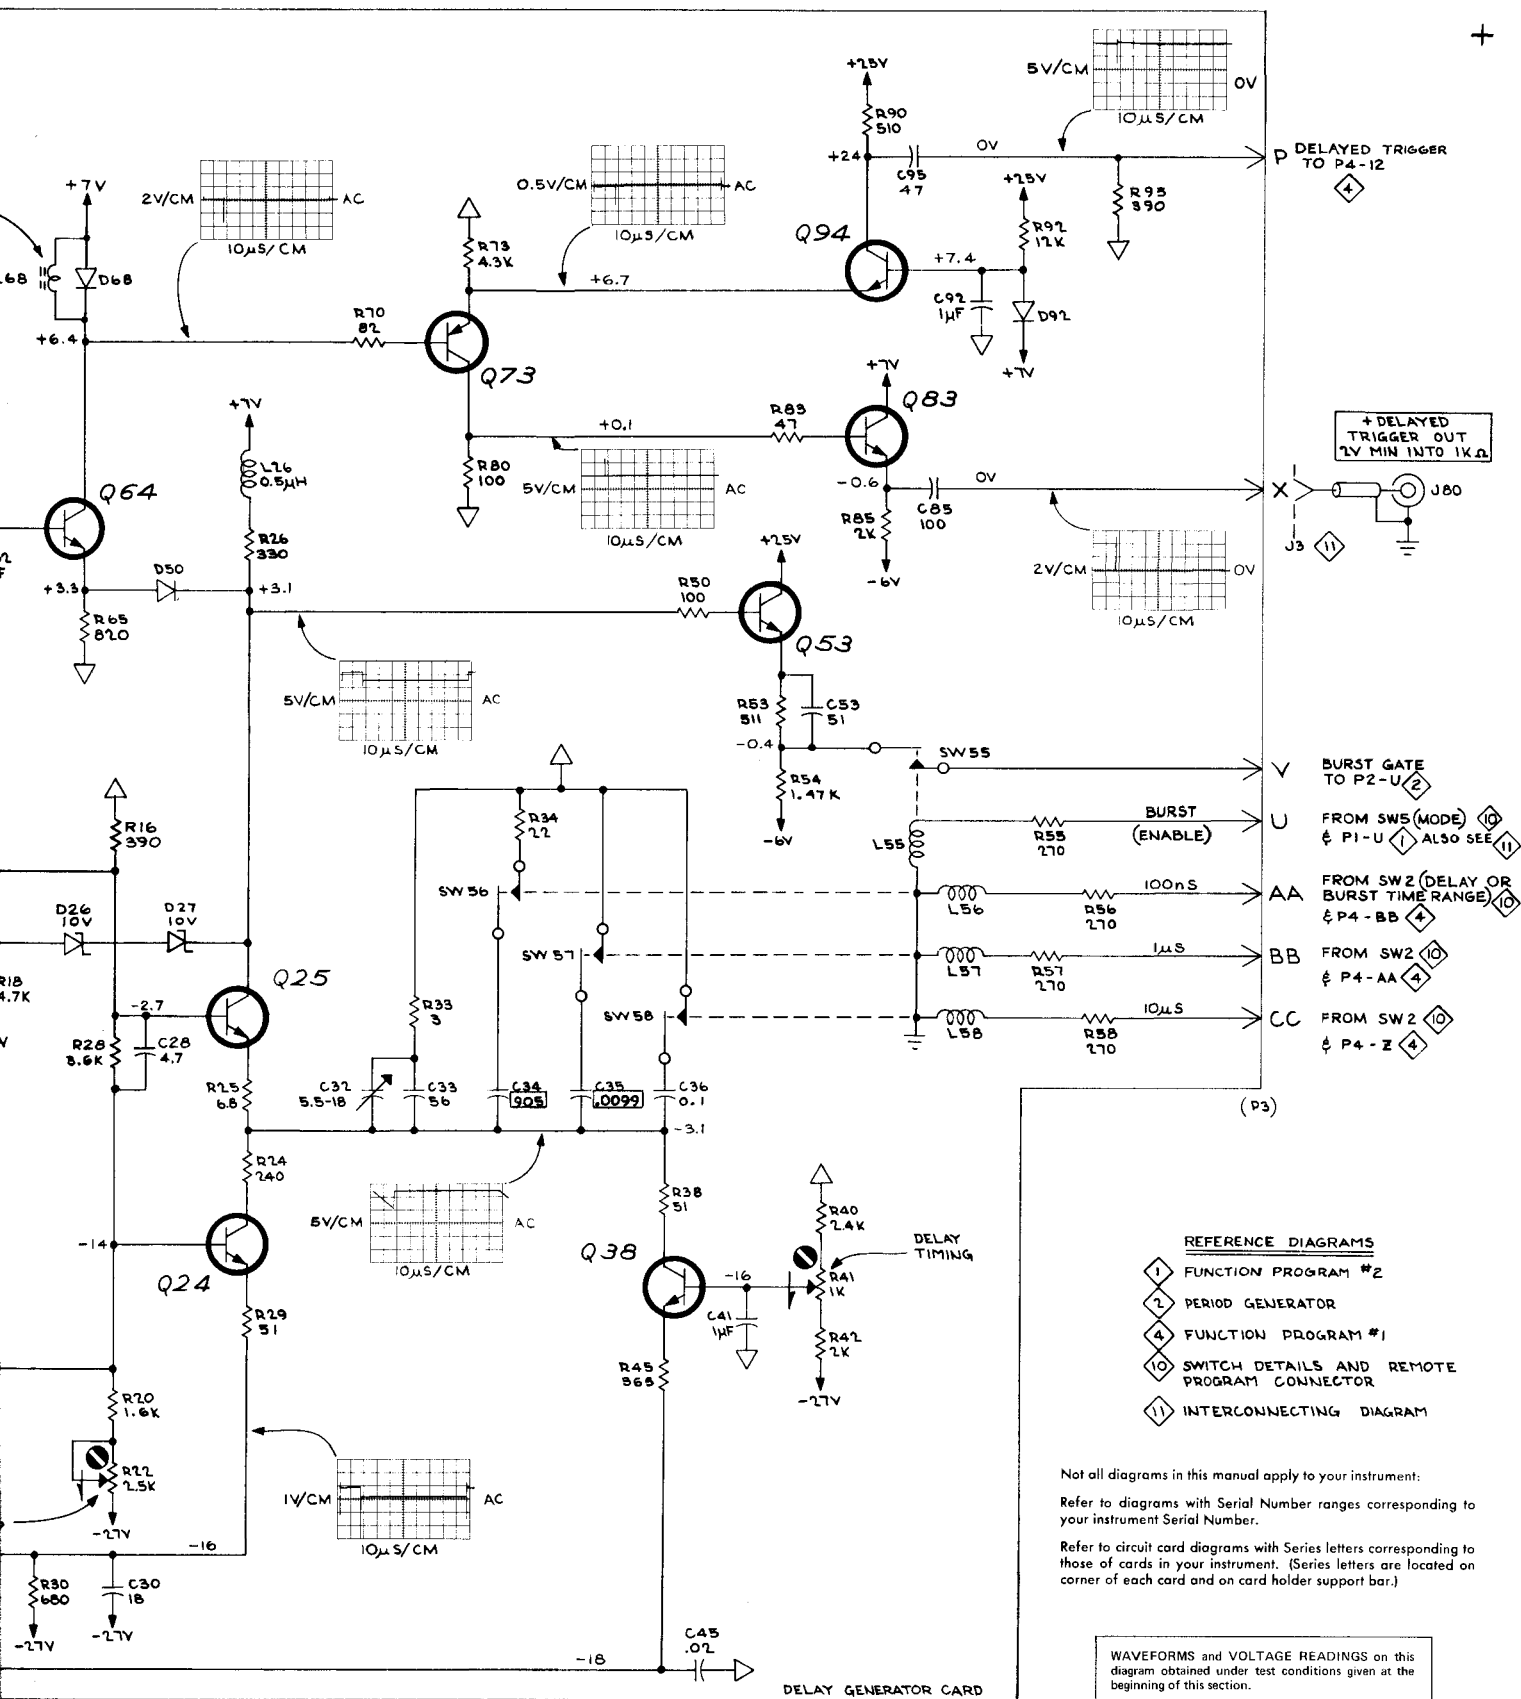 +25V
5V/CM
0V
10µS/CM
R90
510
+24
0V
C95
47
P DELAYED TRIGGER
TO P4-12
4
+7V
2V/CM
AC
10µS/CM
0.5V/CM
AC
10µS/CM
+25V
R95
390
R92
12K
Q94
+7.4
R73
4.3K
+6.7
C92
1µF
D92
+7V
68
D68
+6.4
R70
82
Q73
+7V
Q83
+7V
+0.1
R83
47
+ DELAYED
TRIGGER OUT
2V MIN INTO 1KΩ
L26
0.5µH
R80
100
5V/CM
AC
10µS/CM
-0.6
0V
C85
100
X
J80
J3
11
Q64
R26
330
R85
2K
-6V
+25V
2V/CM
0V
10µS/CM
D50
+3.3
+3.1
R50
100
R65
820
Q53
5V/CM
AC
10µS/CM
R53
511
C53
51
-0.4
SW55
V BURST GATE
TO P2-U 2
R54
1.47K
-6V
R16
390
R34
22
L55
R55
270
BURST
(ENABLE)
U FROM SW5 (MODE) 10
& P1-U 1 ALSO SEE 11
SW56
L56
R56
270
100nS
AA FROM SW2 (DELAY OR
BURST TIME RANGE) 10
& P4-BB 4
D26
10V
D27
10V
SW57
L57
R57
270
1µS
BB FROM SW2 10
& P4-AA 4
R18
4.7K
Q25
-2.7
R33
3
SW58
L58
R58
270
10µS
CC FROM SW2 10
& P4-Z 4
V
R28
3.6K
C28
4.7
R25
6.8
C32
5.5-18
C33
56
C34
905
C35
.0099
C36
0.1
(P3)
-3.1
R24
240
5V/CM
AC
10µS/CM
R38
51
R40
2.4K
DELAY
TIMING
-14
Q24
Q38
-16
R41
1K
C41
1µF
R29
51
R42
2K
-27V
R45
365
REFERENCE DIAGRAMS
1 FUNCTION PROGRAM #2
2 PERIOD GENERATOR
4 FUNCTION PROGRAM #1
10 SWITCH DETAILS AND REMOTE
PROGRAM CONNECTOR
11 INTERCONNECTING DIAGRAM
R20
1.6K
R22
2.5K
-27V
1V/CM
AC
10µS/CM
-16
R30
680
-27V
C30
18
-27V
Not all diagrams in this manual apply to your instrument:
Refer to diagrams with Serial Number ranges corresponding to
your instrument Serial Number.
Refer to circuit card diagrams with Series letters corresponding to
those of cards in your instrument. (Series letters are located on
corner of each card and on card holder support bar.)
-18
C45
.02
DELAY GENERATOR CARD
WAVEFORMS and VOLTAGE READINGS on this
diagram obtained under test conditions given at the
beginning of this section.